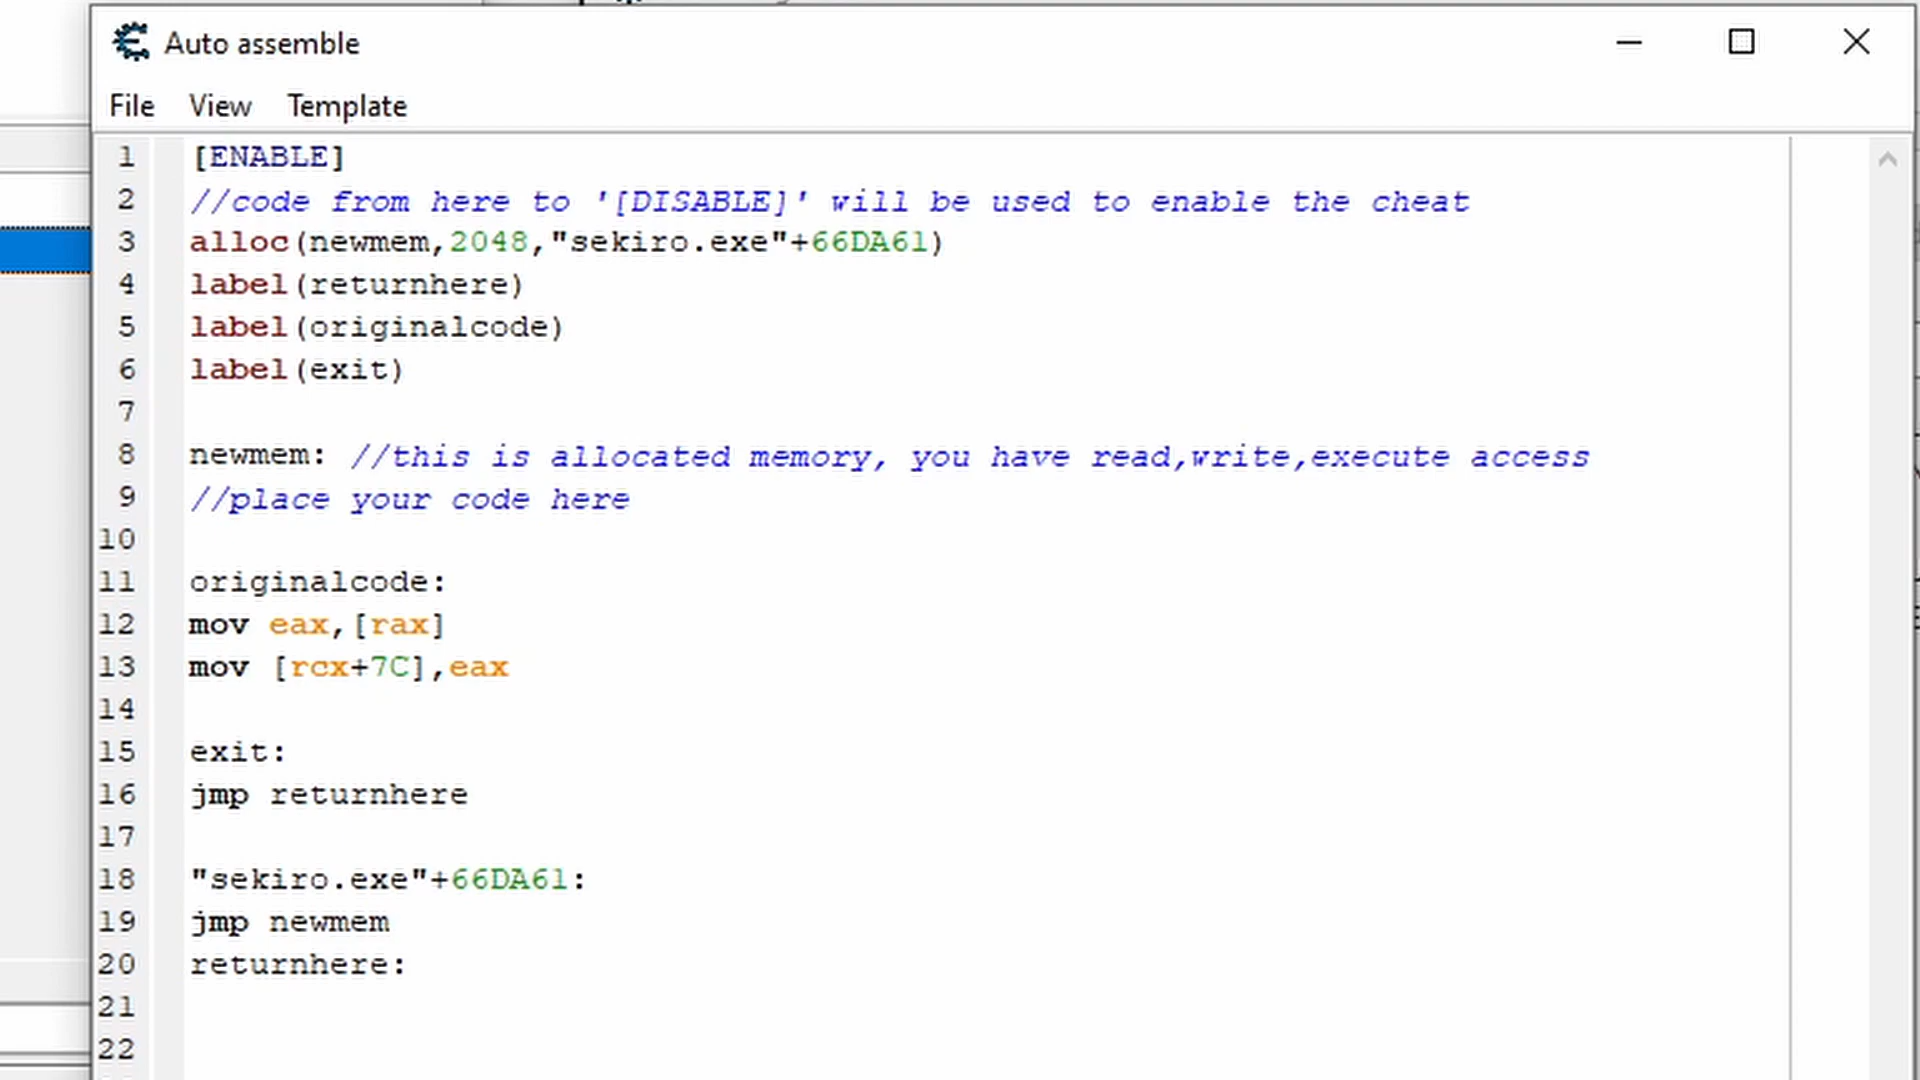 Auto assemble
File View Template
1 [ENABLE]
2 //code from here to '[DISABLE]' will be used to enable the cheat
3 alloc(newmem,2048,"sekiro.exe"+66DA61)
4 label(returnhere)
5 label(originalcode)
6 label(exit)
7
8 newmem: //this is allocated memory, you have read,write,execute access
9 //place your code here
10
11 originalcode:
12 mov eax,[rax]
13 mov [rcx+7C],eax
14
15 exit:
16 jmp returnhere
17
18 "sekiro.exe"+66DA61:
19 jmp newmem
20 returnhere:
21
22